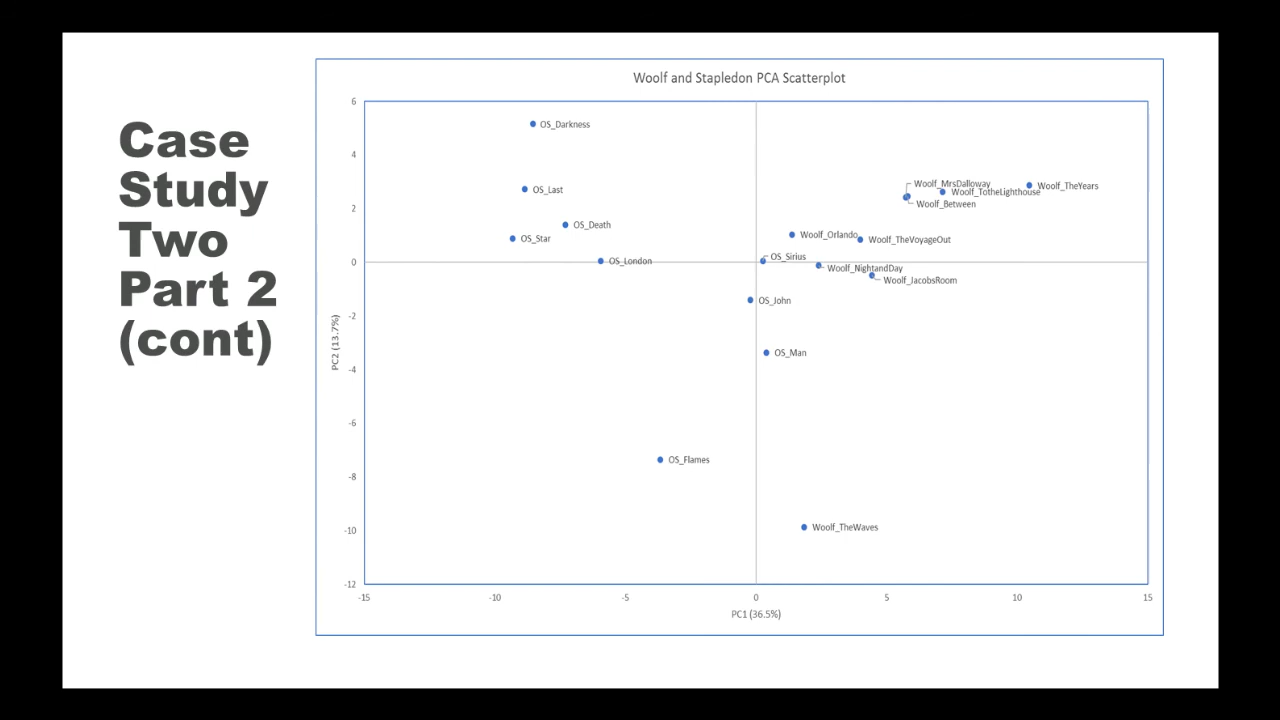 Case
Study
Two
Part 2
(cont)
Woolf and Stapledon PCA Scatterplot
6
4
2
0
-2
-4
-6
-8
-10
-12
PC2 (13.7%)
OS_Darkness
OS_Last
OS_Death
OS_Star
OS_London
Woolf_MrsDalloway
Woolf_TotheLighthouse
Woolf_TheYears
Woolf_Between
Woolf_Orlando
Woolf_TheVoyageOut
OS_Sirius
Woolf_NightandDay
Woolf_JacobsRoom
OS_John
OS_Man
OS_Flames
Woolf_TheWaves
-15 -10 -5 0 5 10 15
PC1 (36.5%)